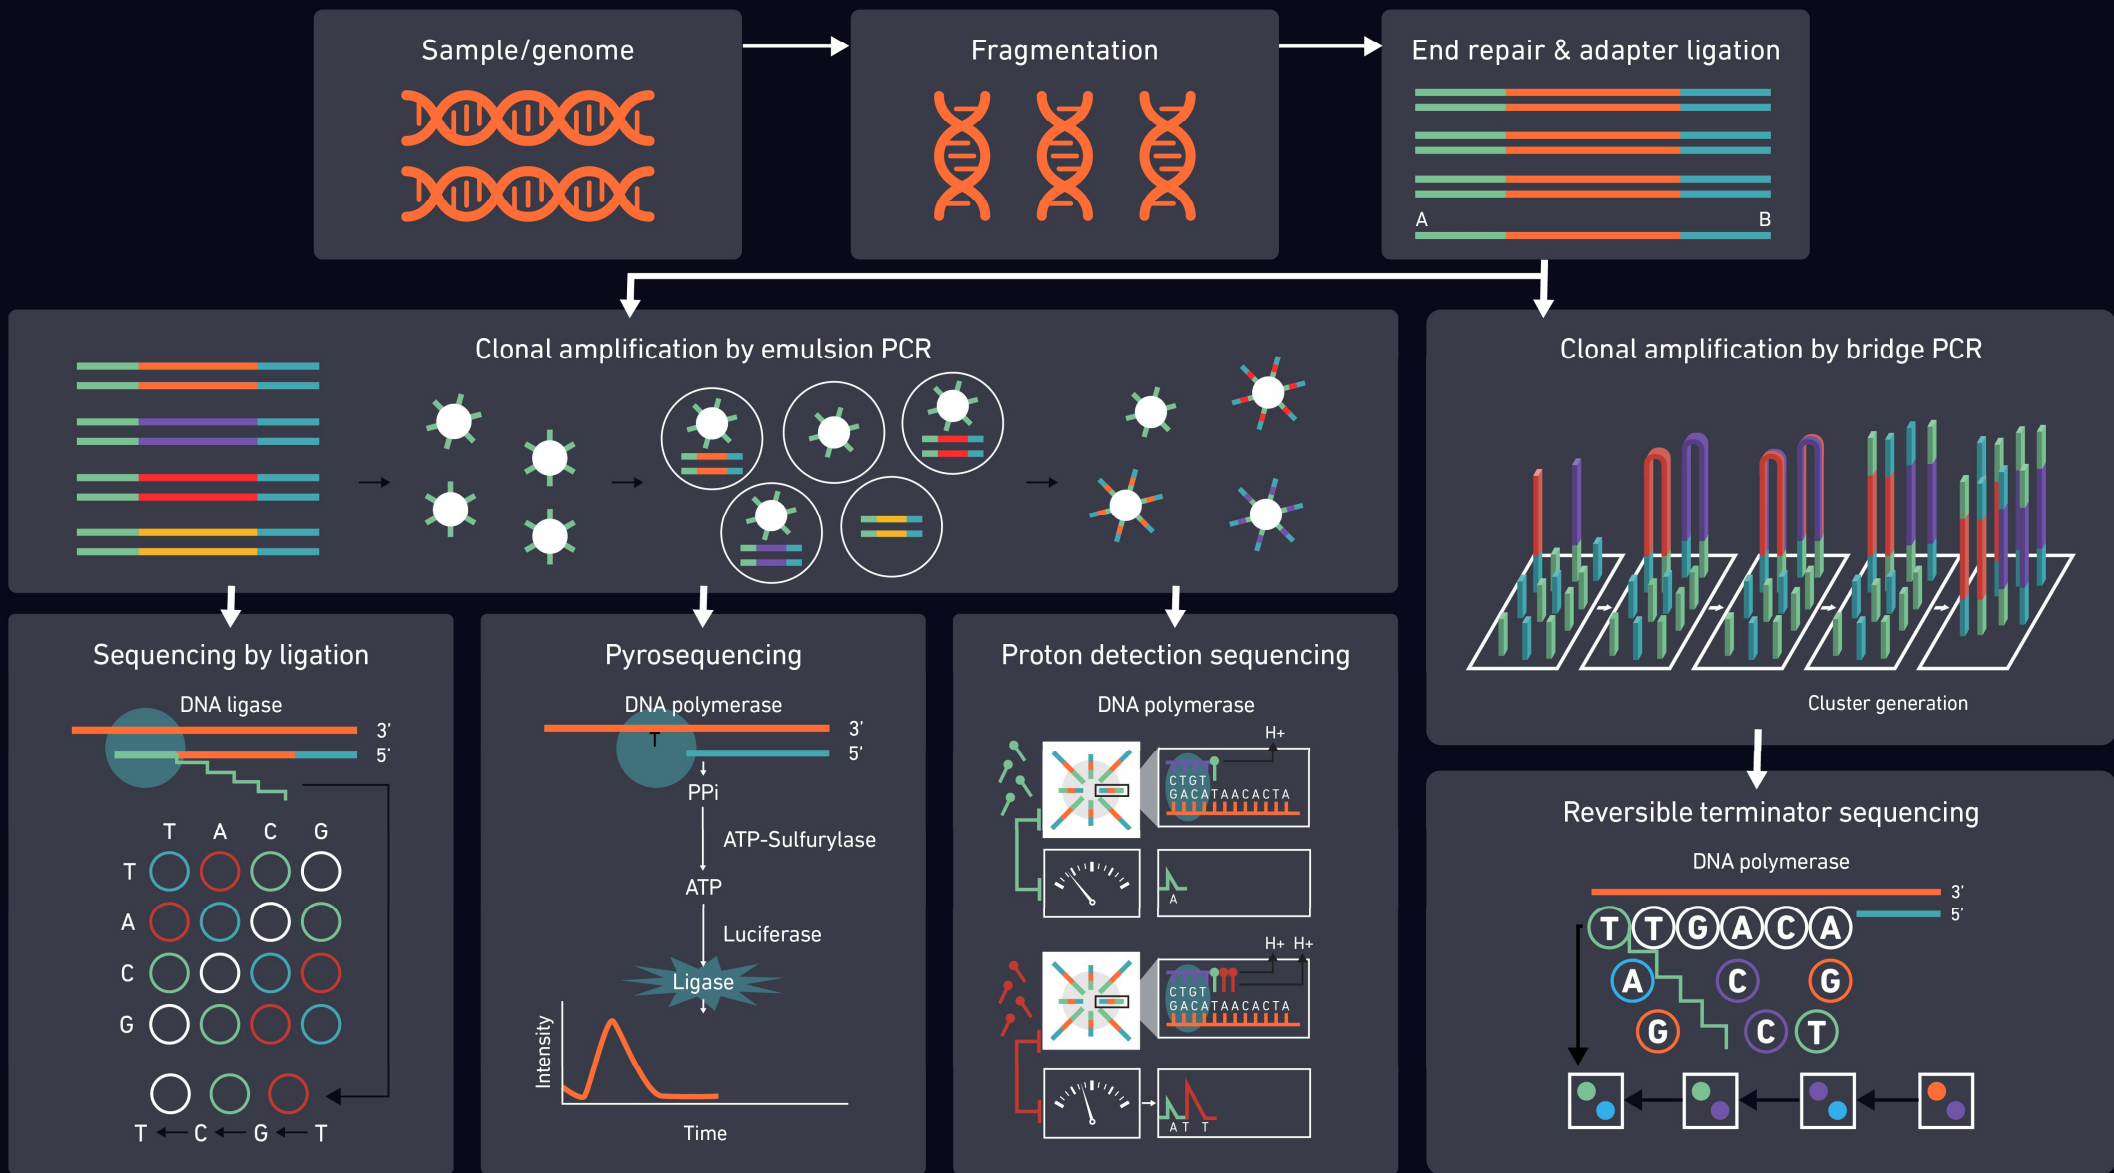 Sample/genome
Fragmentation
End repair & adapter ligation
A
B
Clonal amplification by emulsion PCR
Clonal amplification by bridge PCR
Cluster generation
Sequencing by ligation
DNA ligase
3'
5'
T A C G
T
A
C
G
T C G T
Pyrosequencing
DNA polymerase
3'
T
5'
PPi
ATP-Sulfurylase
ATP
Luciferase
Ligase
Intensity
Time
Proton detection sequencing
DNA polymerase
H+
CTGT
GACATAACACTA
A
H+ H+
CTGT
GACATAACACTA
A T T
Reversible terminator sequencing
DNA polymerase
3'
5'
T T G A C A
A C G
G C T